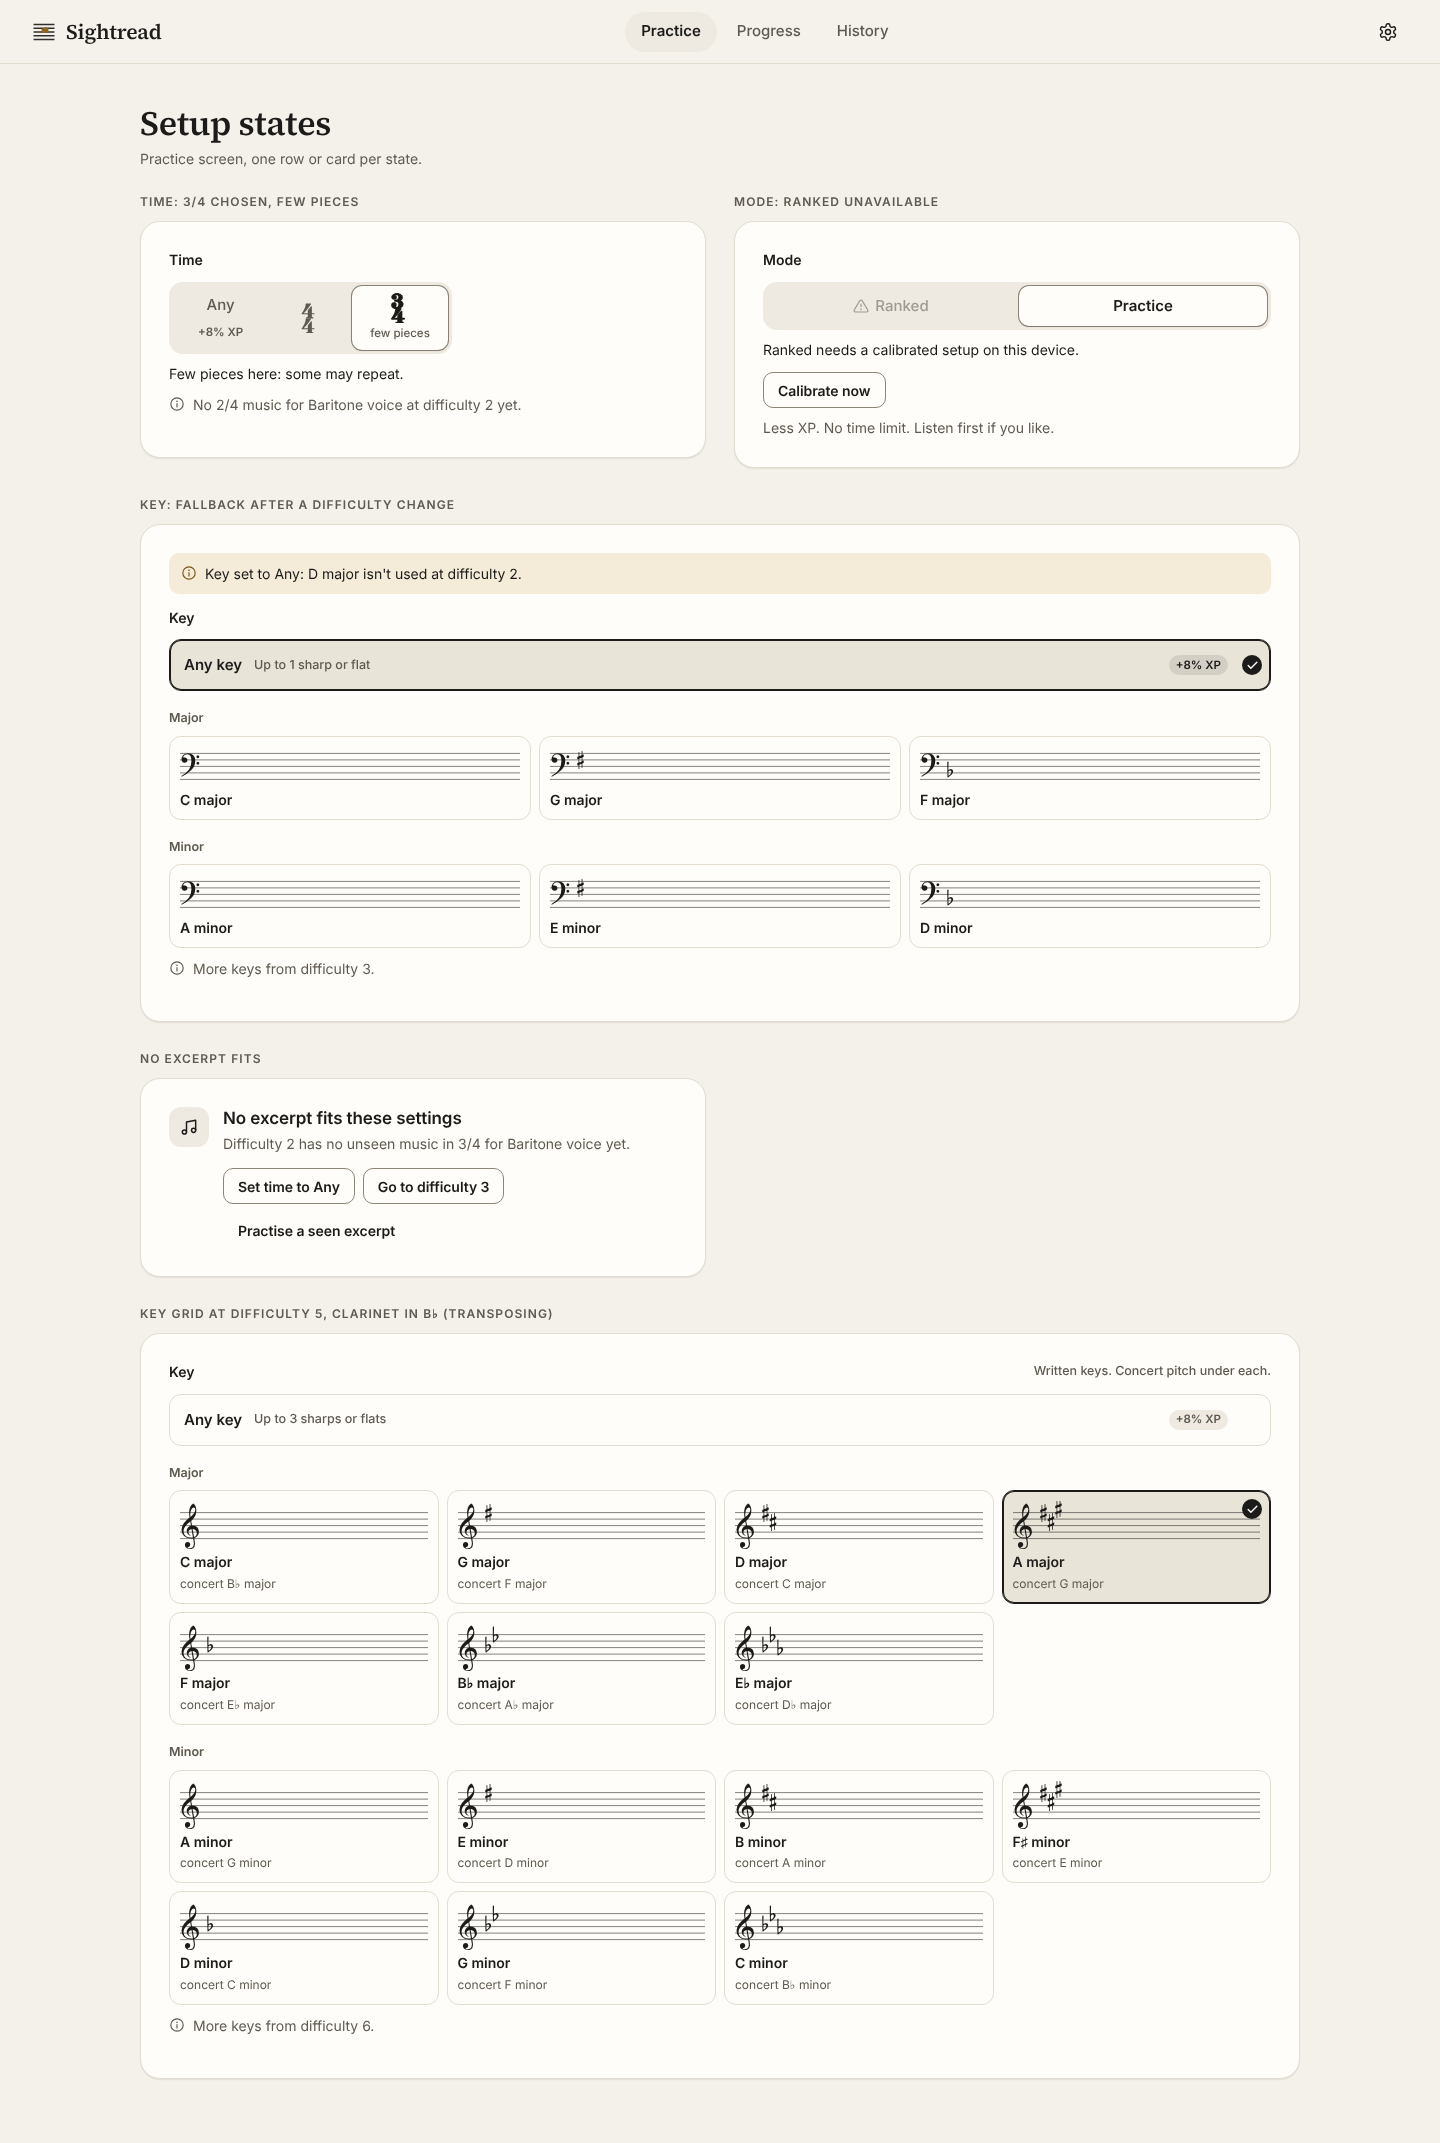 Sightread
Practice
Progress
History
Setup states
Practice screen, one row or card per state.
TIME: 3/4 CHOSEN, FEW PIECES
Time
Any
+8% XP
4
4
3
4
few pieces
Few pieces here: some may repeat.
No 2/4 music for Baritone voice at difficulty 2 yet.
MODE: RANKED UNAVAILABLE
Mode
Ranked
Practice
Ranked needs a calibrated setup on this device.
Calibrate now
Less XP. No time limit. Listen first if you like.
KEY: FALLBACK AFTER A DIFFICULTY CHANGE
Key set to Any: D major isn't used at difficulty 2.
Key
Any key Up to 1 sharp or flat +8% XP
Major
C major
G major
F major
Minor
A minor
E minor
D minor
More keys from difficulty 3.
NO EXCERPT FITS
No excerpt fits these settings
Difficulty 2 has no unseen music in 3/4 for Baritone voice yet.
Set time to Any
Go to difficulty 3
Practise a seen excerpt
KEY GRID AT DIFFICULTY 5, CLARINET IN B♭ (TRANSPOSING)
Key
Written keys. Concert pitch under each.
Any key Up to 3 sharps or flats +8% XP
Major
C major
concert B♭ major
G major
concert F major
D major
concert C major
A major
concert G major
F major
concert E♭ major
B♭ major
concert A♭ major
E♭ major
concert D♭ major
Minor
A minor
concert G minor
E minor
concert D minor
B minor
concert A minor
F♯ minor
concert E minor
D minor
concert C minor
G minor
concert F minor
C minor
concert B♭ minor
More keys from difficulty 6.